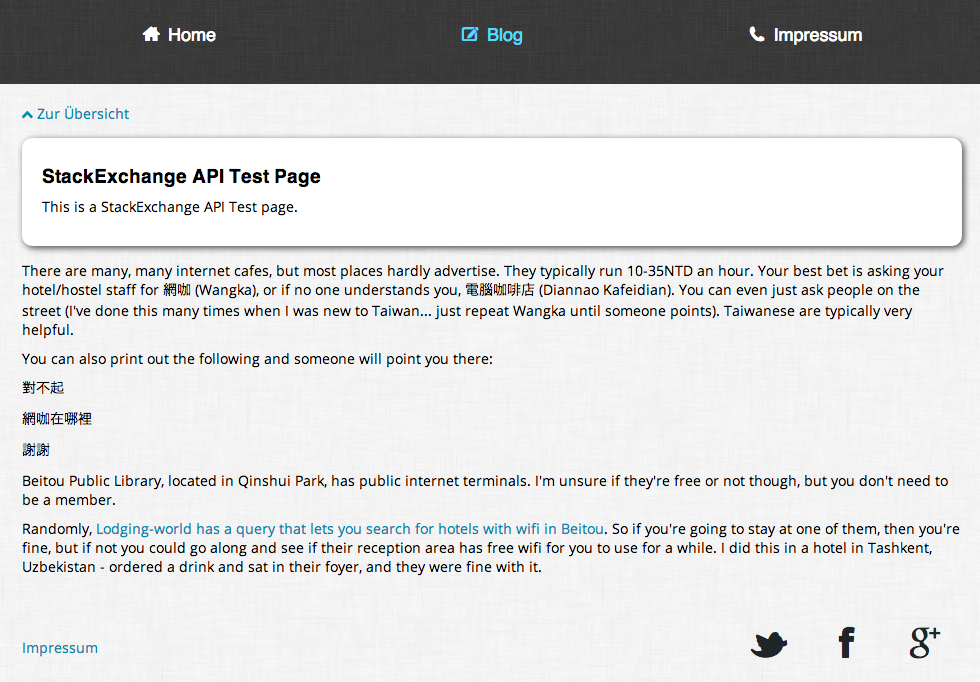 Home
Blog
Impressum
Zur Übersicht
StackExchange API Test Page
This is a StackExchange API Test page.
There are many, many internet cafes, but most places hardly advertise. They typically run 10-35NTD an hour. Your best bet is asking your
hotel/hostel staff for 網咖 (Wangka), or if no one understands you, 電腦咖啡店 (Diannao Kafeidian). You can even just ask people on the
street (I've done this many times when I was new to Taiwan... just repeat Wangka until someone points). Taiwanese are typically very
helpful.
You can also print out the following and someone will point you there:
對不起
網咖在哪裡
謝謝
Beitou Public Library, located in Qinshui Park, has public internet terminals. I'm unsure if they're free or not though, but you don't need to
be a member.
Randomly, Lodging-world has a query that lets you search for hotels with wifi in Beitou. So if you're going to stay at one of them, then you're
fine, but if not you could go along and see if their reception area has free wifi for you to use for a while. I did this in a hotel in Tashkent,
Uzbekistan - ordered a drink and sat in their foyer, and they were fine with it.
Impressum